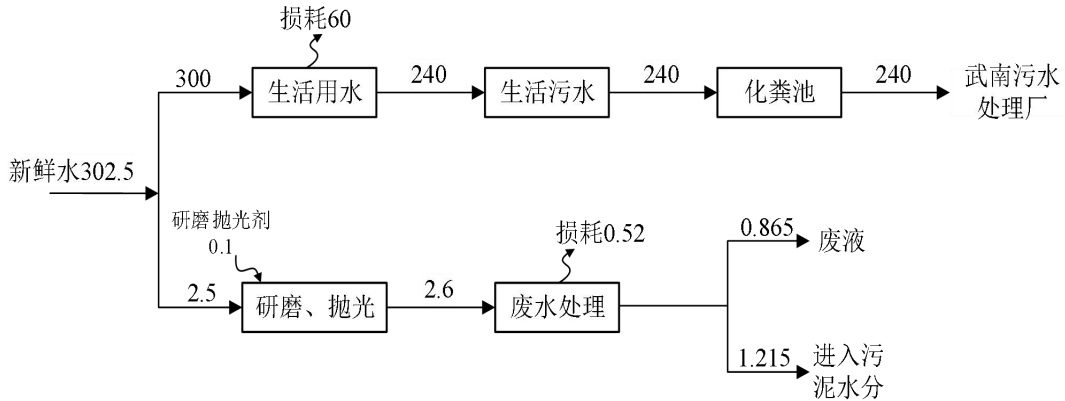 损耗60
300
生活用水
240
生活污水
240
化粪池
240
武南污水
处理厂
新鲜水302.5
研磨抛光剂
0.1
2.5
研磨、抛光
2.6
损耗0.52
废水处理
0.865
废液
1.215
进入污
泥水分